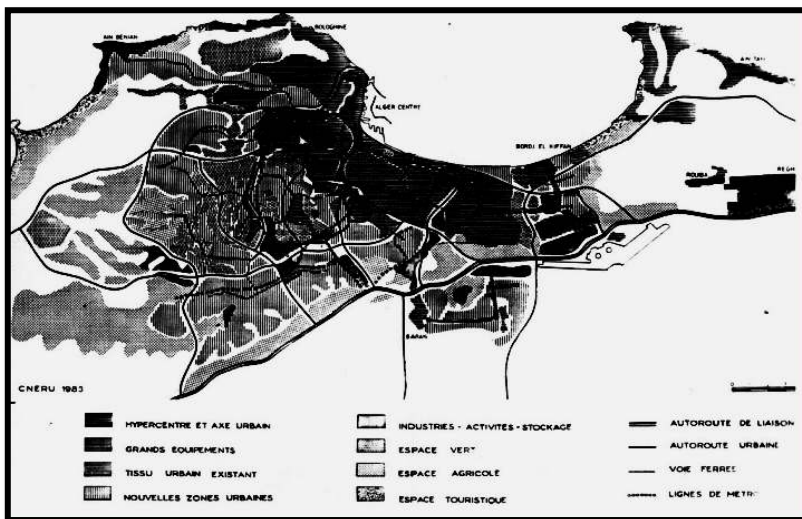 AIN BENIAN
BOLOGHINE
ALGER CENTRE
BORDJ EL KIFFAN
ROUIBA
REGH
BARAKI
CNERU 1983
HYPERCENTRE ET AXE URBAIN
GRANDS ÉQUIPEMENTS
TISSU URBAIN EXISTANT
NOUVELLES ZONES URBAINES
INDUSTRIES - ACTIVITÉS - STOCKAGE
ESPACE VERT
ESPACE AGRICOLE
ESPACE TOURISTIQUE
AUTOROUTE DE LIAISON
AUTOROUTE URBAINE
VOIE FERREE
LIGNES DE METRO